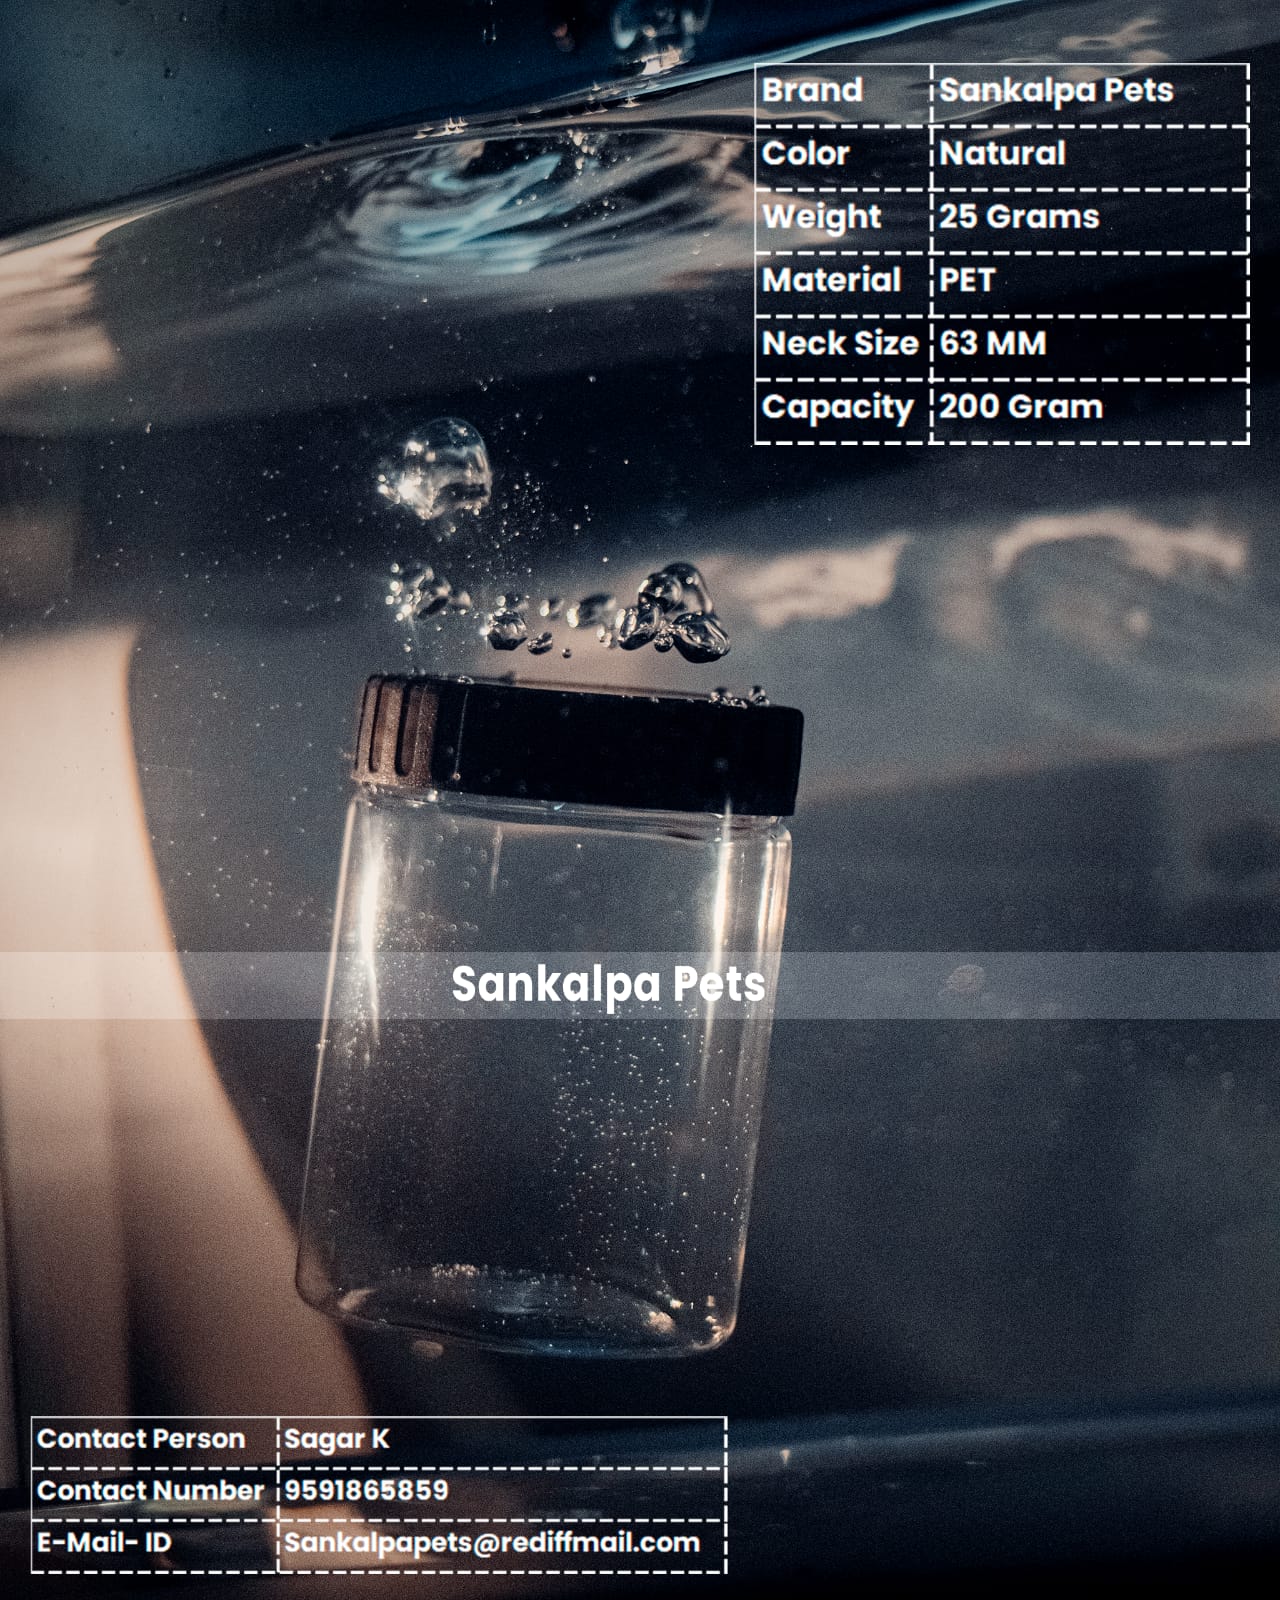 Brand Sankalpa Pets
Color Natural
Weight 25 Grams
Material PET
Neck Size 63 MM
Capacity 200 Gram
Sankalpa Pets
Contact Person Sagar K
Contact Number 9591865859
E-Mail- ID Sankalpapets@rediffmail.com